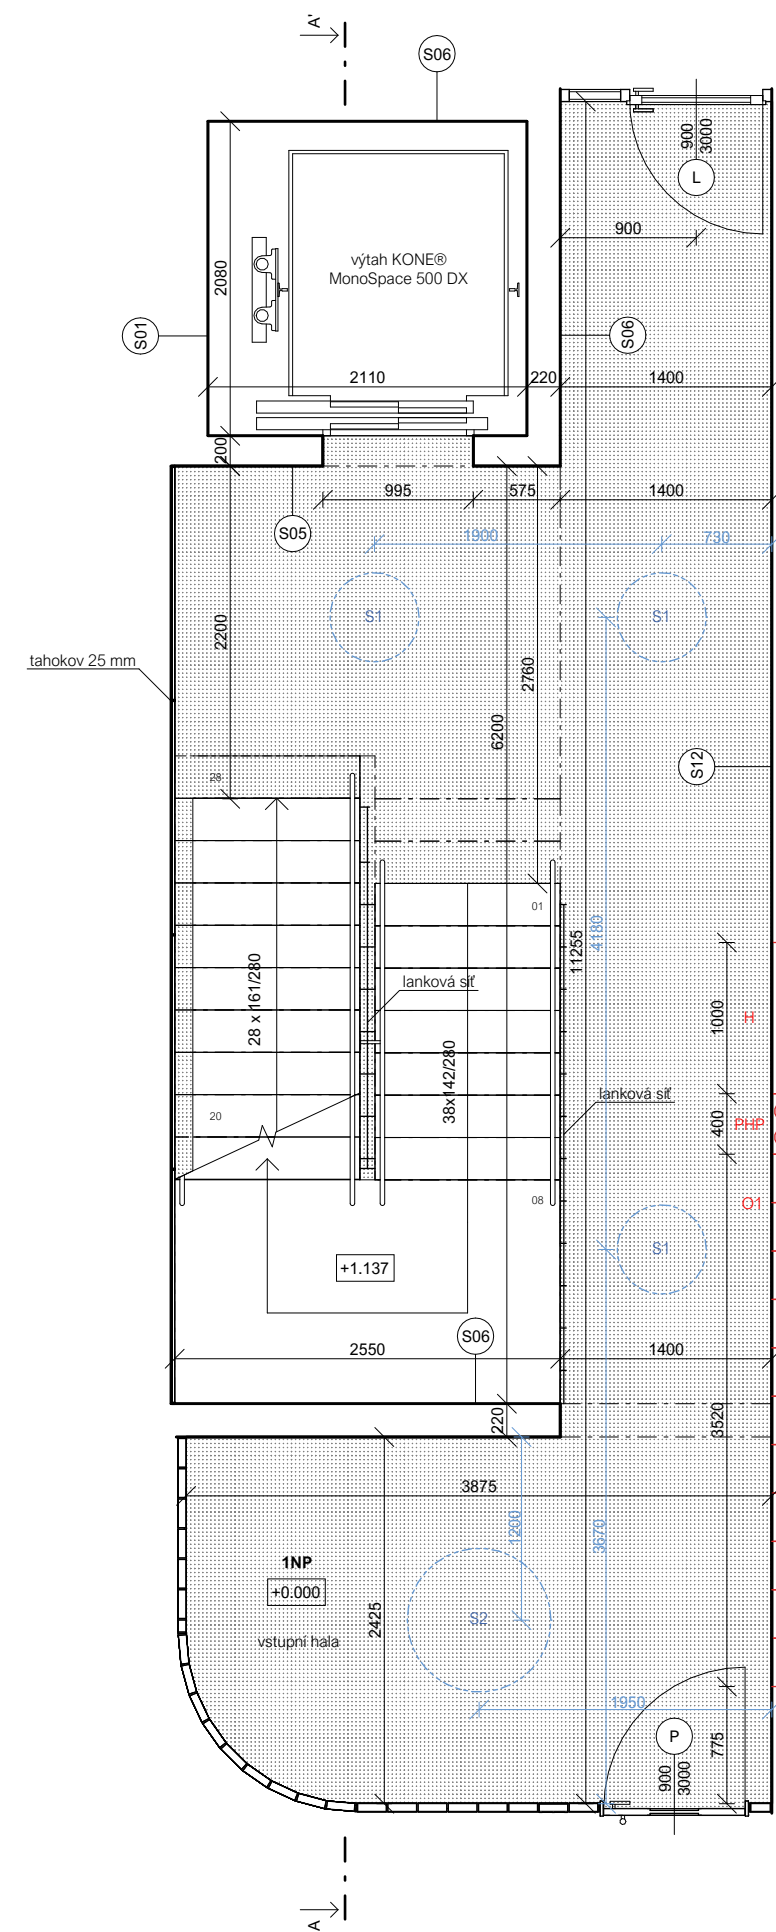 A'
S06
900
3000
L
900
výtah KONE®
MonoSpace 500 DX
2080
S01
S06
2110
220
1400
200
995
575
1400
S05
1900
730
S1
S1
2200
2760
tahokov 25 mm
6200
S12
28
01
11255
4180
28 x 161/280
lanková síť
1000
H
38x142/280
lanková síť
400
PHP
20
08
O1
S1
+1.137
S06
2550
1400
220
3520
3875
1200
3670
1NP
+0.000
2425
S2
vstupní hala
1950
P
775
900
3000
A